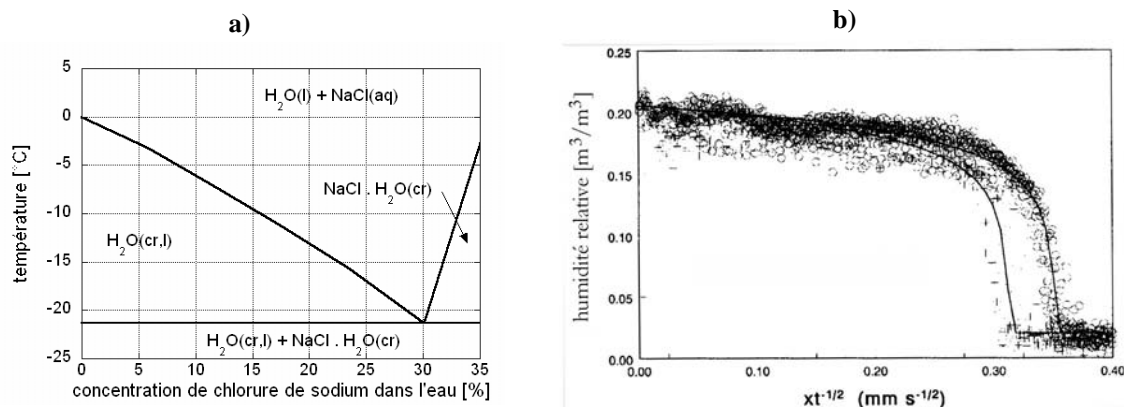 a)
5
0
-5
-10
-15
-20
-25
température [°C]
H₂O(l) + NaCl(aq)
NaCl . H₂O(cr)
H₂O(cr,l)
H₂O(cr,l) + NaCl . H₂O(cr)
0 5 10 15 20 25 30 35
concentration de chlorure de sodium dans l'eau [%]
b)
0.25
0.20
0.15
0.10
0.05
0.00
humidité relative [m³/m³]
0.00 0.10 0.20 0.30 0.40
xt⁻¹/² (mm s⁻¹/²)